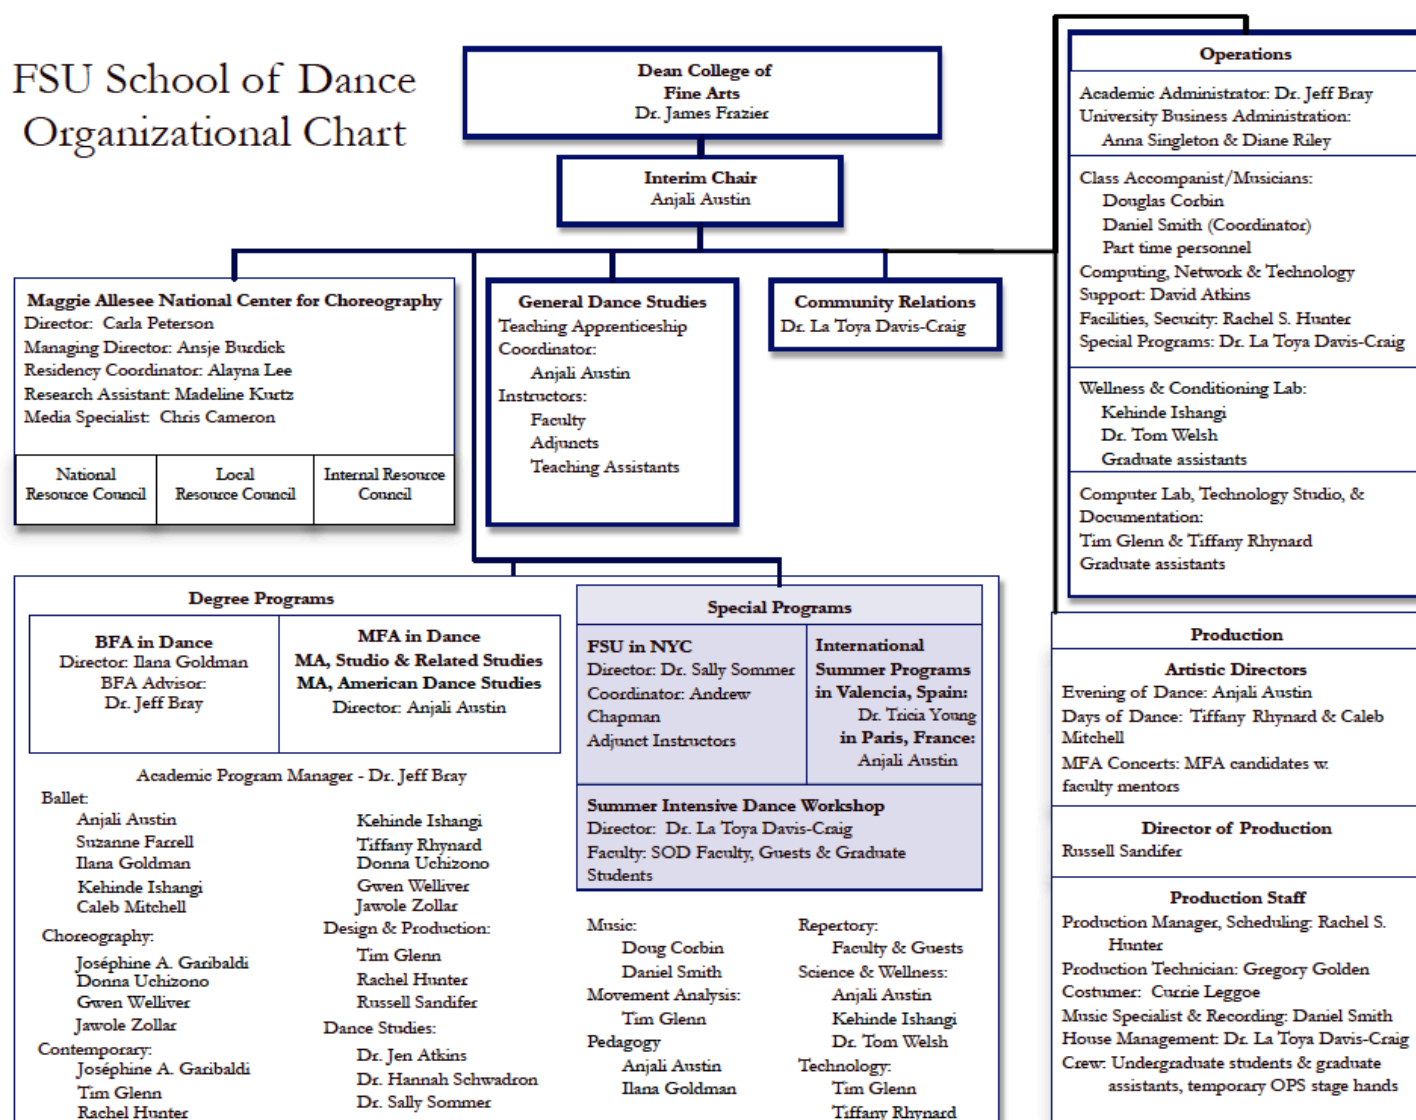 FSU School of Dance
Organizational Chart
Dean College of
Fine Arts
Dr. James Frazier
Interim Chair
Anjali Austin
Maggie Allesee National Center for Choreography
Director: Carla Peterson
Managing Director: Ansje Burdick
Residency Coordinator: Alayna Lee
Research Assistant: Madeline Kurtz
Media Specialist: Chris Cameron
National
Resource Council
Local
Resource Council
Internal Resource
Council
General Dance Studies
Teaching Apprenticeship
Coordinator:
Anjali Austin
Instructors:
Faculty
Adjuncts
Teaching Assistants
Community Relations
Dr. La Toya Davis-Craig
Operations
Academic Administrator: Dr. Jeff Bray
University Business Administration:
Anna Singleton & Diane Riley
Class Accompanist/Musicians:
Douglas Corbin
Daniel Smith (Coordinator)
Part time personnel
Computing, Network & Technology
Support: David Atkins
Facilities, Security: Rachel S. Hunter
Special Programs: Dr. La Toya Davis-Craig
Wellness & Conditioning Lab:
Kehinde Ishangi
Dr. Tom Welsh
Graduate assistants
Computer Lab, Technology Studio, &
Documentation:
Tim Glenn & Tiffany Rhynard
Graduate assistants
Degree Programs
BFA in Dance
Director: Ilana Goldman
BFA Advisor:
Dr. Jeff Bray
MFA in Dance
MA, Studio & Related Studies
MA, American Dance Studies
Director: Anjali Austin
Academic Program Manager - Dr. Jeff Bray
Ballet:
Anjali Austin
Suzanne Farrell
Ilana Goldman
Kehinde Ishangi
Caleb Mitchell
Choreography:
Joséphine A. Garibaldi
Donna Uchizono
Gwen Welliver
Jawole Zollar
Contemporary:
Joséphine A. Garibaldi
Tim Glenn
Rachel Hunter
Kehinde Ishangi
Tiffany Rhynard
Donna Uchizono
Gwen Welliver
Jawole Zollar
Design & Production:
Tim Glenn
Rachel Hunter
Russell Sandifer
Dance Studies:
Dr. Jen Atkins
Dr. Hannah Schwadron
Dr. Sally Sommer
Special Programs
FSU in NYC
Director: Dr. Sally Sommer
Coordinator: Andrew
Chapman
Adjunct Instructors
International
Summer Programs
in Valencia, Spain:
Dr. Tricia Young
in Paris, France:
Anjali Austin
Summer Intensive Dance Workshop
Director: Dr. La Toya Davis-Craig
Faculty: SOD Faculty, Guests & Graduate
Students
Music:
Doug Corbin
Daniel Smith
Movement Analysis:
Tim Glenn
Pedagogy
Anjali Austin
Ilana Goldman
Repertory:
Faculty & Guests
Science & Wellness:
Anjali Austin
Kehinde Ishangi
Dr. Tom Welsh
Technology:
Tim Glenn
Tiffany Rhynard
Production
Artistic Directors
Evening of Dance: Anjali Austin
Days of Dance: Tiffany Rhynard & Caleb
Mitchell
MFA Concerts: MFA candidates w.
faculty mentors
Director of Production
Russell Sandifer
Production Staff
Production Manager, Scheduling: Rachel S.
Hunter
Production Technician: Gregory Golden
Costumer: Currie Leggoe
Music Specialist & Recording: Daniel Smith
House Management: Dr. La Toya Davis-Craig
Crew: Undergraduate students & graduate
assistants, temporary OPS stage hands